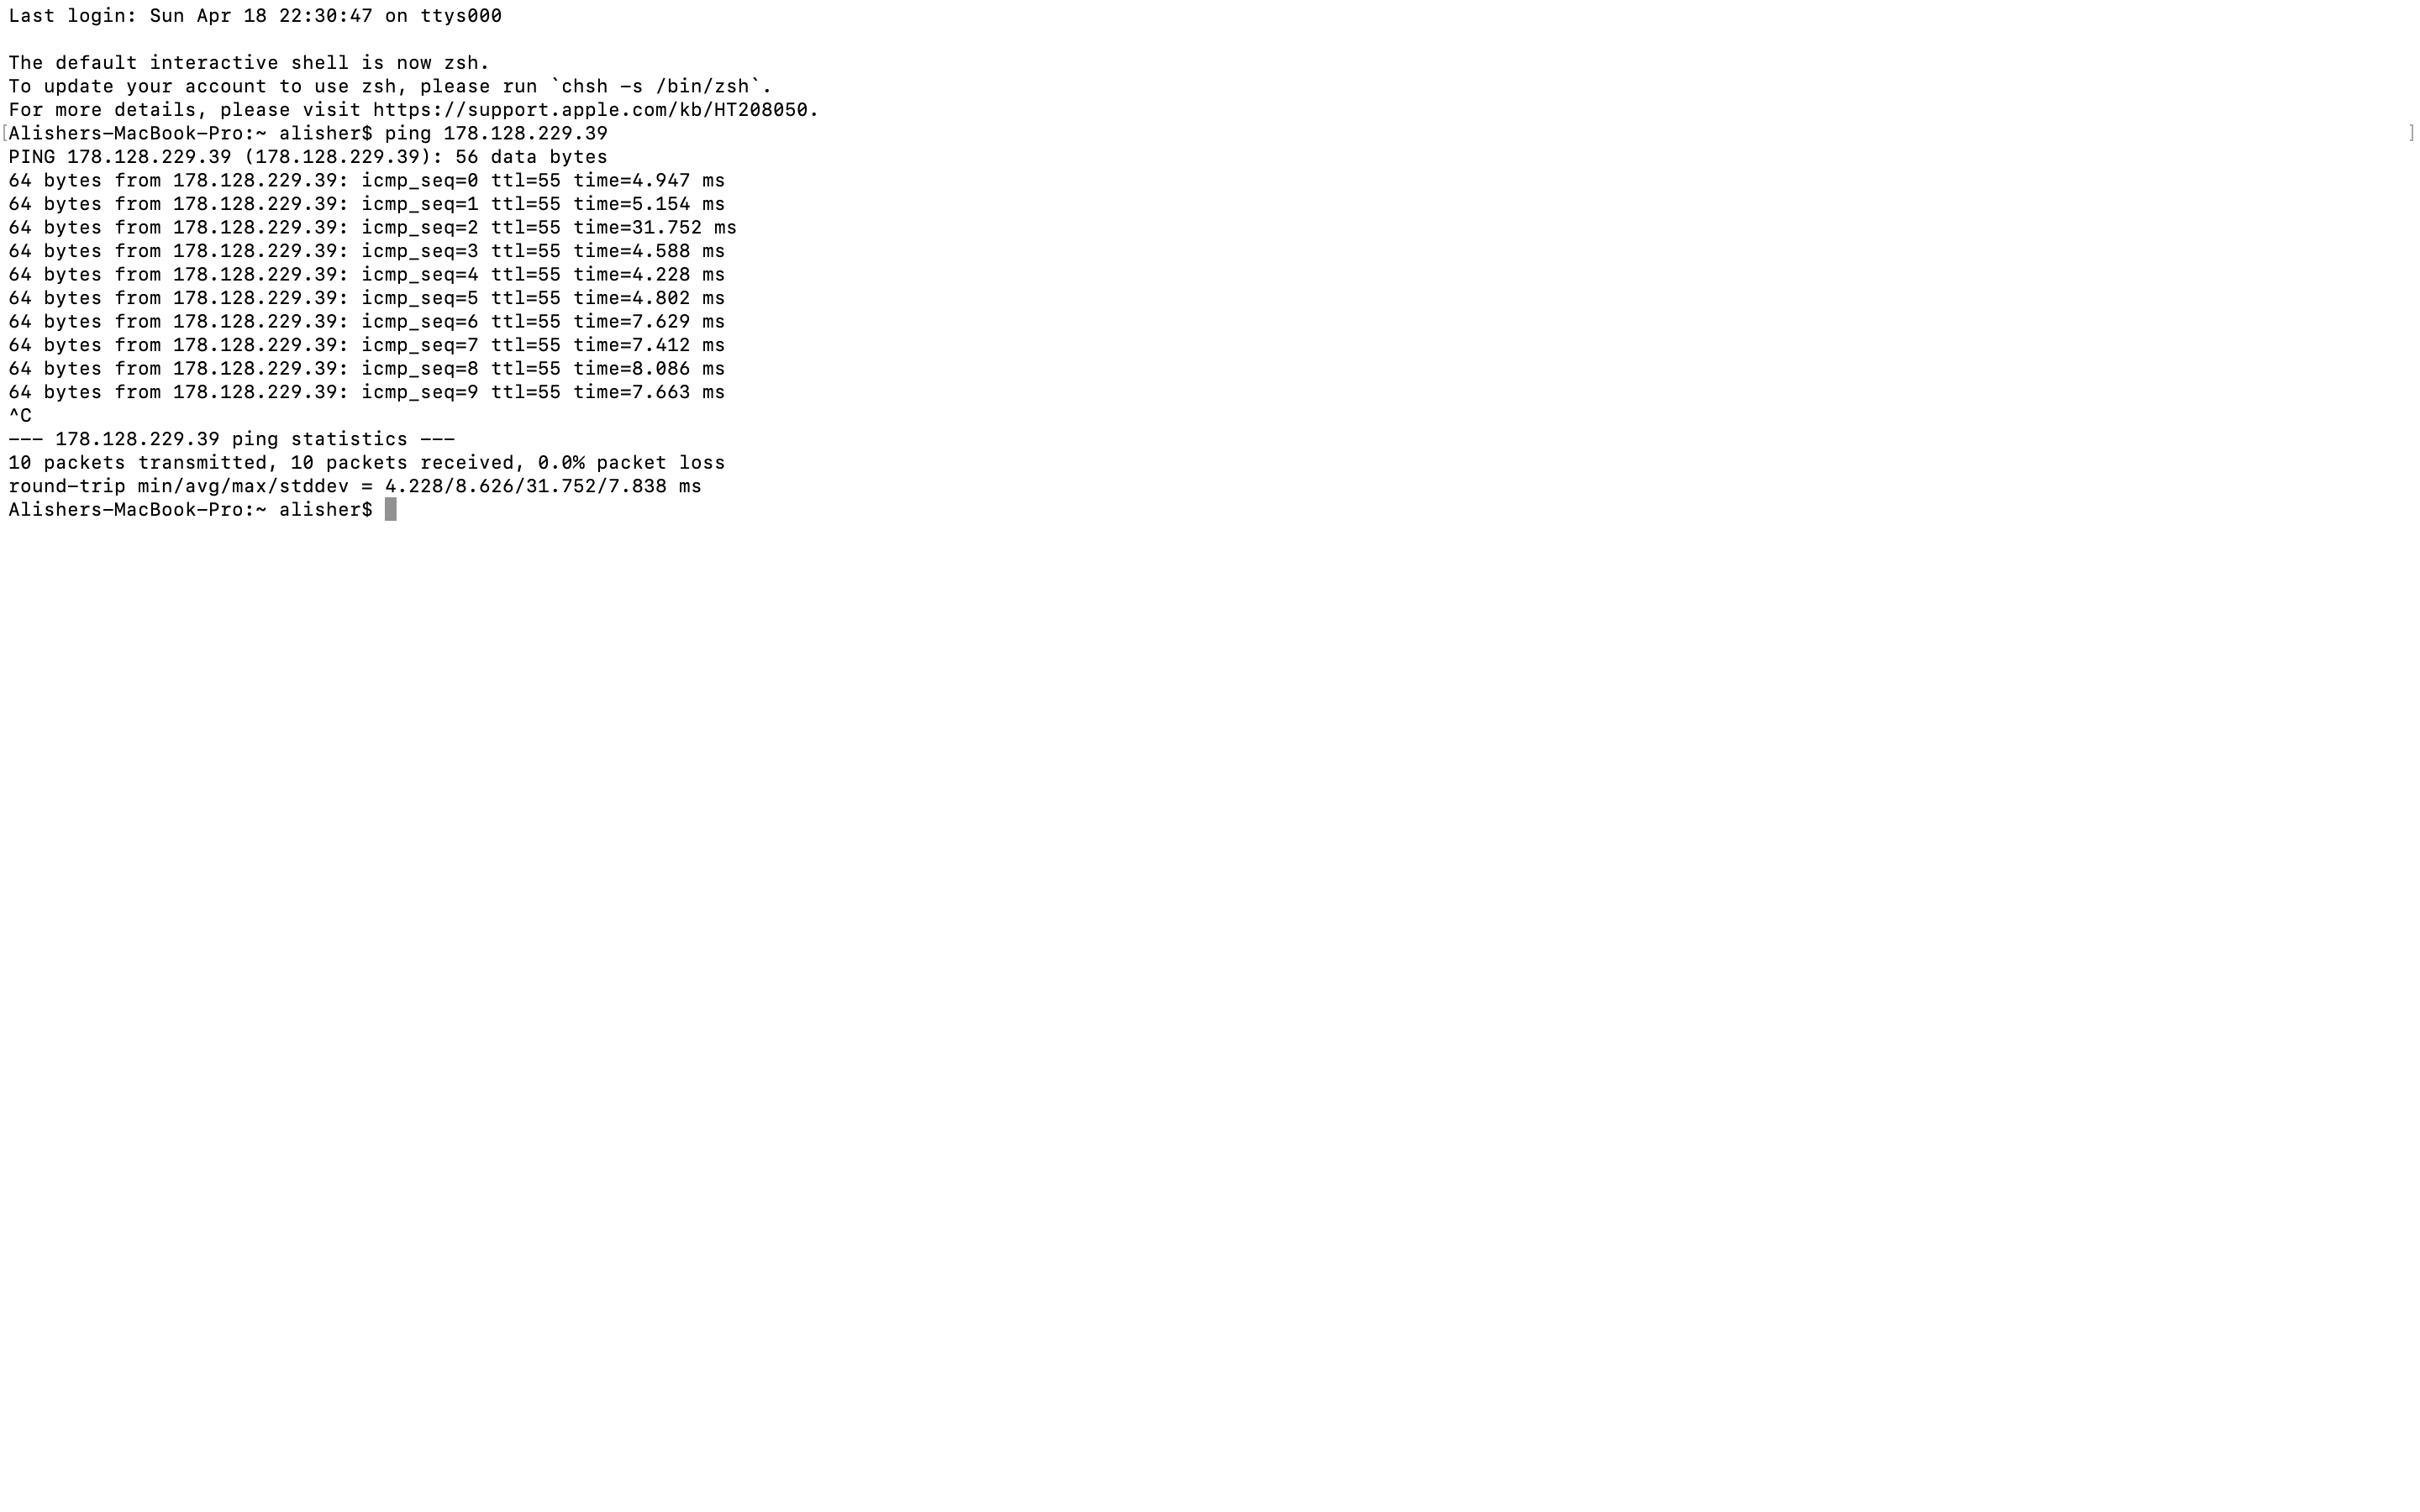 Last login: Sun Apr 18 22:30:47 on ttys000

The default interactive shell is now zsh.
To update your account to use zsh, please run `chsh -s /bin/zsh`.
For more details, please visit https://support.apple.com/kb/HT208050.
[Alishers-MacBook-Pro:~ alisher$ ping 178.128.229.39 ]
PING 178.128.229.39 (178.128.229.39): 56 data bytes
64 bytes from 178.128.229.39: icmp_seq=0 ttl=55 time=4.947 ms
64 bytes from 178.128.229.39: icmp_seq=1 ttl=55 time=5.154 ms
64 bytes from 178.128.229.39: icmp_seq=2 ttl=55 time=31.752 ms
64 bytes from 178.128.229.39: icmp_seq=3 ttl=55 time=4.588 ms
64 bytes from 178.128.229.39: icmp_seq=4 ttl=55 time=4.228 ms
64 bytes from 178.128.229.39: icmp_seq=5 ttl=55 time=4.802 ms
64 bytes from 178.128.229.39: icmp_seq=6 ttl=55 time=7.629 ms
64 bytes from 178.128.229.39: icmp_seq=7 ttl=55 time=7.412 ms
64 bytes from 178.128.229.39: icmp_seq=8 ttl=55 time=8.086 ms
64 bytes from 178.128.229.39: icmp_seq=9 ttl=55 time=7.663 ms
^C
--- 178.128.229.39 ping statistics ---
10 packets transmitted, 10 packets received, 0.0% packet loss
round-trip min/avg/max/stddev = 4.228/8.626/31.752/7.838 ms
Alishers-MacBook-Pro:~ alisher$